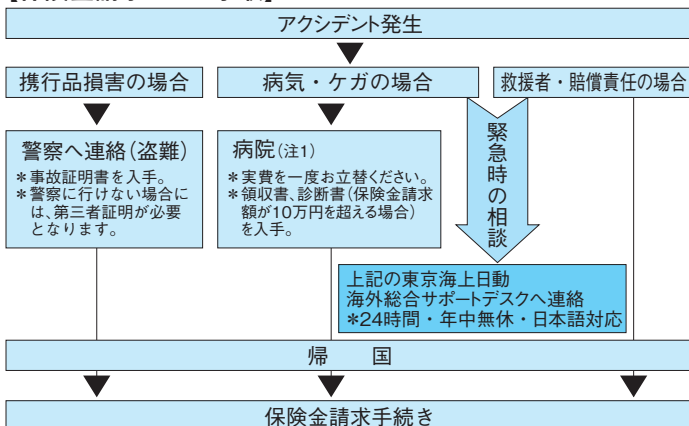 アクシデント発生
携行品損害の場合
病気・ケガの場合
救援者・賠償責任の場合
警察へ連絡(盗難)
*事故証明書を入手。
*警察に行けない場合に
は、第三者証明が必要
となります。
病院(注1)
*実費を一度お立替ください。
*領収書、診断書(保険金請求
額が10万円を超える場合)
を入手。
緊急時の相談
上記の東京海上日動
海外総合サポートデスクへ連絡
*24時間・年中無休・日本語対応
帰 国
保険金請求手続き